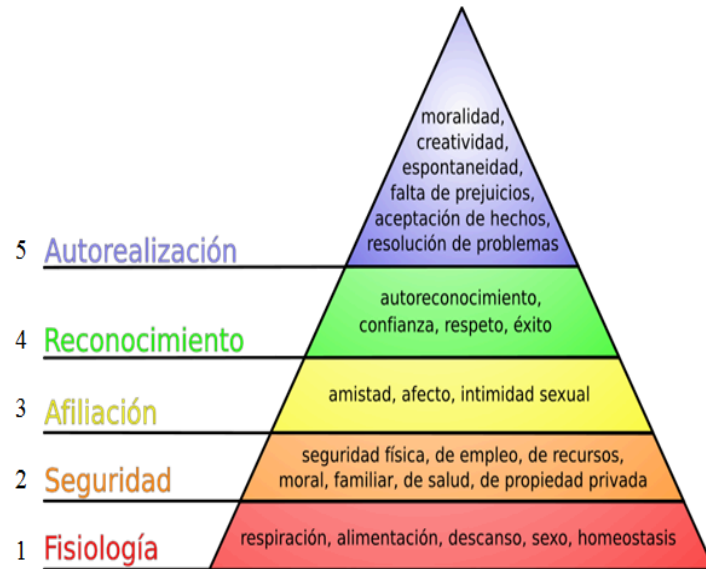 moralidad,
creatividad,
espontaneidad,
falta de prejuicios,
aceptación de hechos,
resolución de problemas
5 Autorealización
autoreconocimiento,
confianza, respeto, éxito
4 Reconocimiento
amistad, afecto, intimidad sexual
3 Afiliación
seguridad física, de empleo, de recursos,
moral, familiar, de salud, de propiedad privada
2 Seguridad
respiración, alimentación, descanso, sexo, homeostasis
1 Fisiología